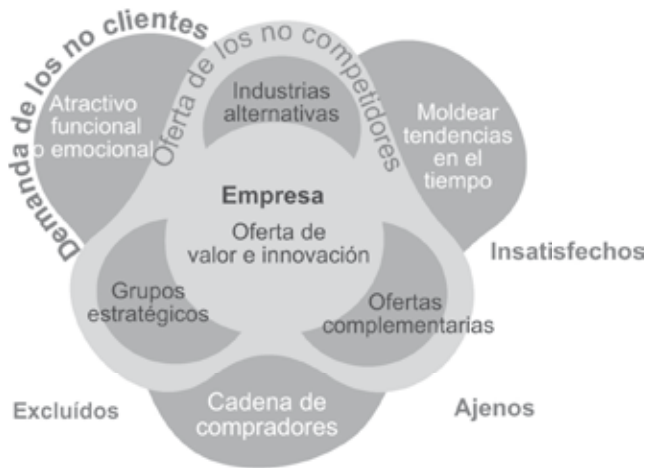 Demanda de los no clientes
Oferta de los no competidores
Atractivo
funcional
o emocional
Industrias
alternativas
Moldear
tendencias
en el
tiempo
Empresa
Oferta de
valor e innovación
Insatisfechos
Grupos
estratégicos
Ofertas
complementarias
Excluídos
Cadena de
compradores
Ajenos